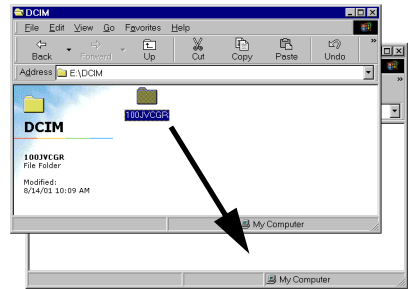 DCIM
File Edit View Go Favorites Help
Back Forward Up Cut Copy Paste Undo
Address E:\DCIM
100JVCGR
DCIM
100JVCGR
File Folder
Modified:
8/14/01 10:09 AM
My Computer
My Computer